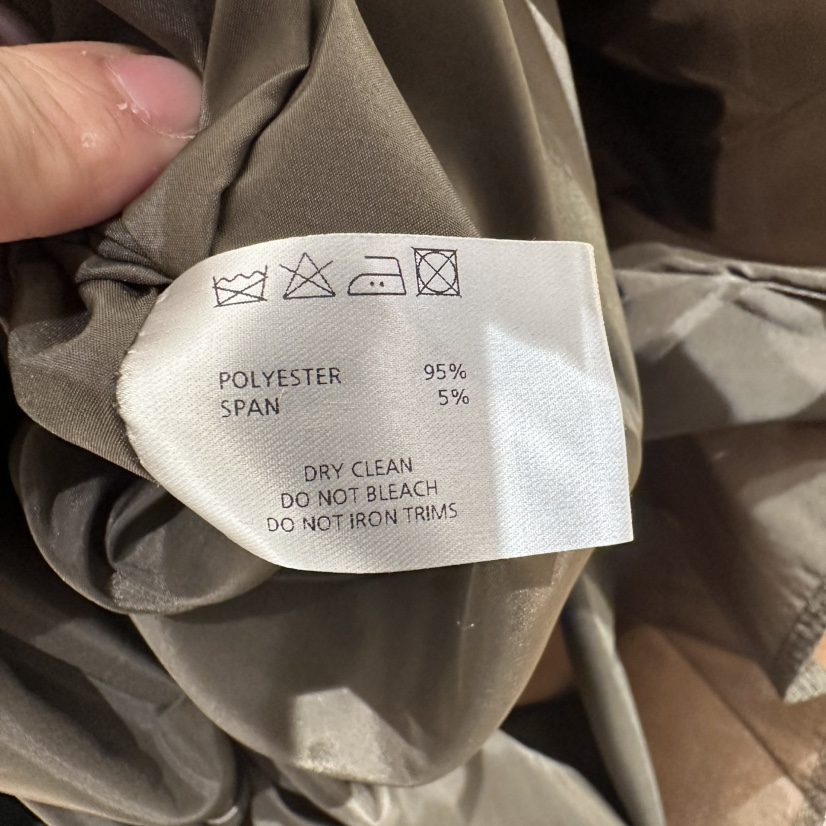 POLYESTER 95%
SPAN 5%
DRY CLEAN
DO NOT BLEACH
DO NOT IRON TRIMS